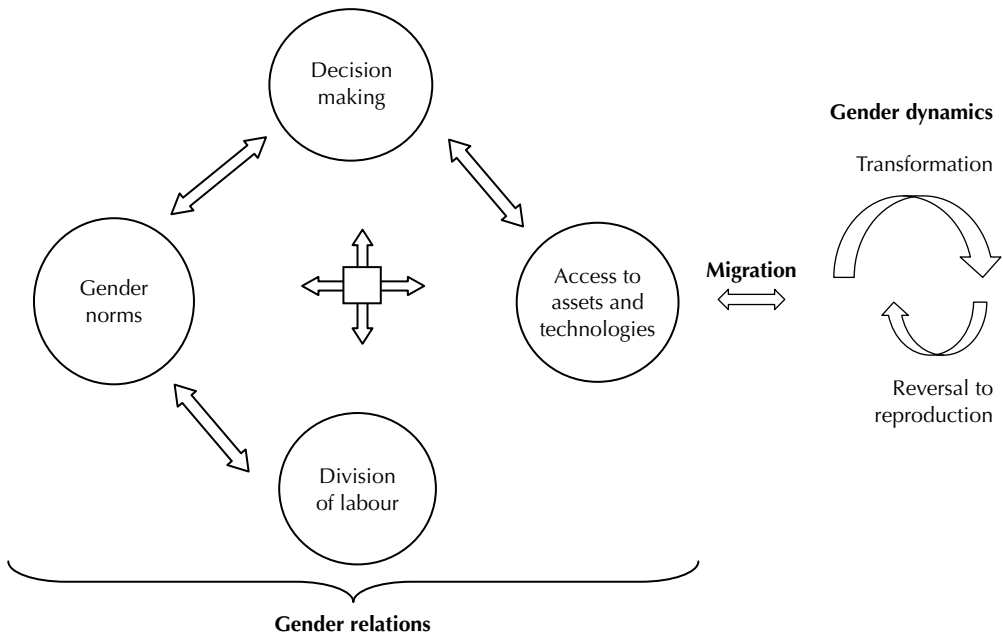 Decision
making
Gender dynamics
Transformation
Gender
norms
Access to
assets and
technologies
Migration
Reversal to
reproduction
Division
of labour
Gender relations